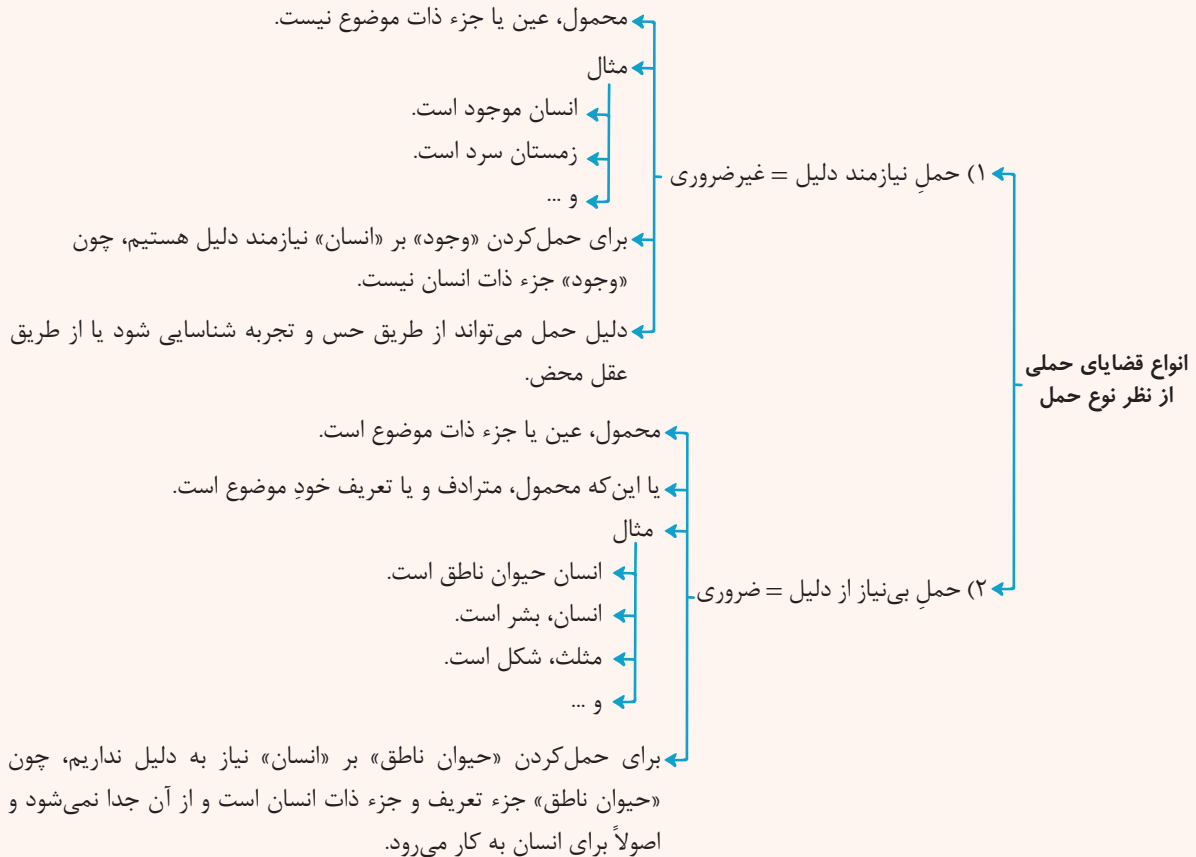 انواع قضایای حملی
از نظر نوع حمل
۱) حملِ نیازمند دلیل = غیرضروری
محمول، عین یا جزء ذات موضوع نیست.
مثال
انسان موجود است.
زمستان سرد است.
و ...
برای حمل‌کردن «وجود» بر «انسان» نیازمند دلیل هستیم، چون
«وجود» جزء ذات انسان نیست.
دلیل حمل می‌تواند از طریق حس و تجربه شناسایی شود یا از طریق
عقل محض.
۲) حملِ بی‌نیاز از دلیل = ضروری
محمول، عین یا جزء ذات موضوع است.
یا این‌که محمول، مترادف و یا تعریف خودِ موضوع است.
مثال
انسان حیوان ناطق است.
انسان، بشر است.
مثلث، شکل است.
و ...
برای حمل‌کردن «حیوان ناطق» بر «انسان» نیاز به دلیل نداریم، چون
«حیوان ناطق» جزء تعریف و جزء ذات انسان است و از آن جدا نمی‌شود و
اصولاً برای انسان به کار می‌رود.